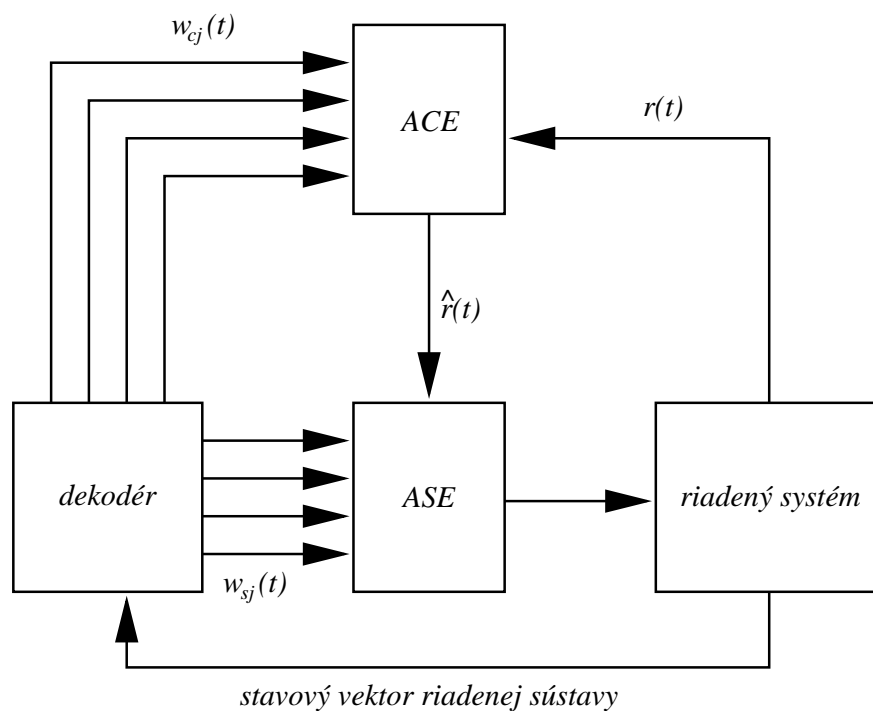 w_cj(t)
ACE
r(t)
r̂(t)
dekodér
ASE
riadený systém
w_sj(t)
stavový vektor riadenej sústavy